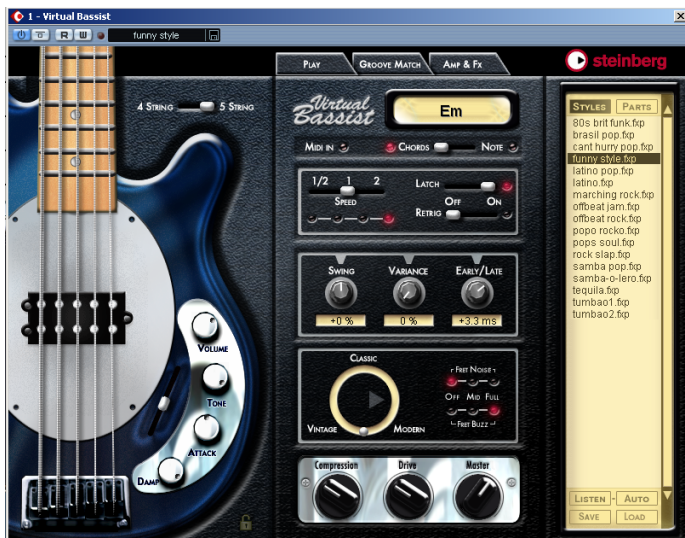 1 - Virtual Bassist
R W funny style
PLAY GROOVE MATCH AMP & FX
steinberg
4 STRING 5 STRING
Virtual Bassist
Em
MIDI IN CHORDS NOTE
1/2 1 2
SPEED
LATCH
OFF ON
RETRIG
SWING VARIANCE EARLY/LATE
+0 % 0 % +3.3 ms
CLASSIC
VINTAGE MODERN
FRET NOISE
OFF MID FULL
FRET BUZZ
Compression Drive Master
VOLUME
TONE
ATTACK
DAMP
STYLES PARTS
80s brit funk.fxp
brasil pop.fxp
cant hurry pop.fxp
funny style.fxp
latino pop.fxp
latino.fxp
marching rock.fxp
offbeat jam.fxp
offbeat rock.fxp
popo rocko.fxp
pops soul.fxp
rock slap.fxp
samba pop.fxp
samba-o-lero.fxp
tequila.fxp
tumbao1.fxp
tumbao2.fxp
LISTEN - AUTO
SAVE LOAD